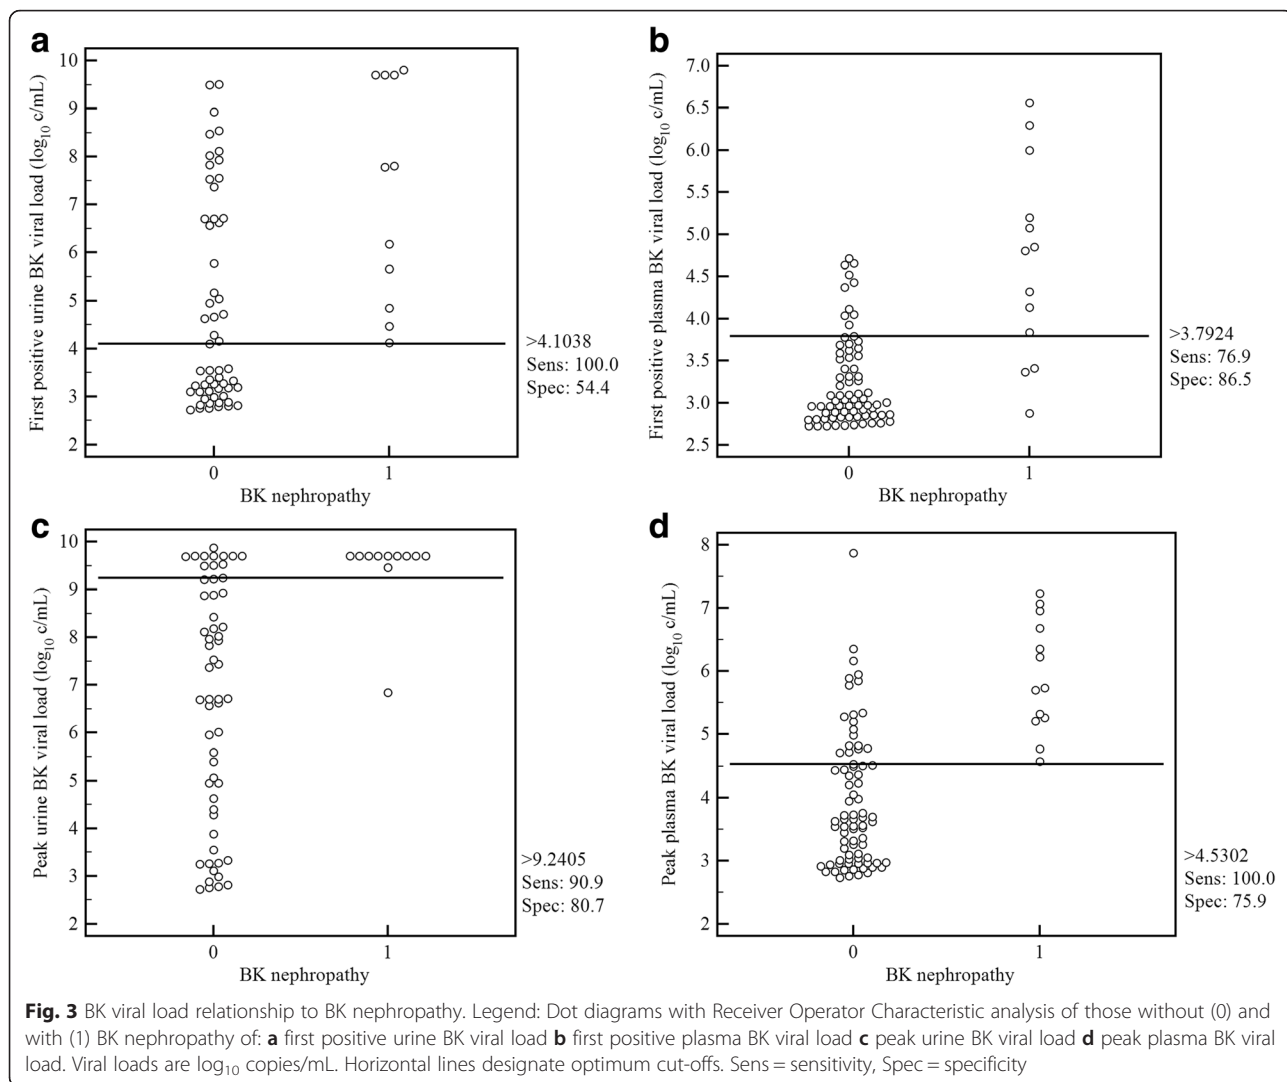 a
First positive urine BK viral load (log10 c/mL)
10
9
8
7
6
5
4
3
2
0
1
BK nephropathy
>4.1038
Sens: 100.0
Spec: 54.4
b
First positive plasma BK viral load (log10 c/mL)
7.0
6.5
6.0
5.5
5.0
4.5
4.0
3.5
3.0
2.5
0
1
BK nephropathy
>3.7924
Sens: 76.9
Spec: 86.5
c
Peak urine BK viral load (log10 c/mL)
10
9
8
7
6
5
4
3
2
0
1
BK nephropathy
>9.2405
Sens: 90.9
Spec: 80.7
d
Peak plasma BK viral load (log10 c/mL)
8
7
6
5
4
3
2
0
1
BK nephropathy
>4.5302
Sens: 100.0
Spec: 75.9
Fig. 3 BK viral load relationship to BK nephropathy. Legend: Dot diagrams with Receiver Operator Characteristic analysis of those without (0) and
with (1) BK nephropathy of: a first positive urine BK viral load b first positive plasma BK viral load c peak urine BK viral load d peak plasma BK viral
load. Viral loads are log10 copies/mL. Horizontal lines designate optimum cut-offs. Sens = sensitivity, Spec = specificity